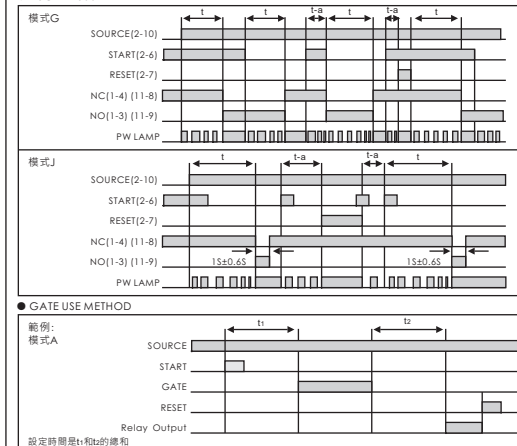 模式G
t t t-a t t-a t
SOURCE(2-10)
START(2-6)
RESET(2-7)
NC(1-4) (11-8)
NO(1-3) (11-9)
PW LAMP
模式J
t t-a t-a t
SOURCE(2-10)
START(2-6)
RESET(2-7)
NC(1-4) (11-8)
NO(1-3) (11-9) 1S±0.6S 1S±0.6S
PW LAMP
● GATE USE METHOD
範例:
模式A
t1 t2
SOURCE
START
GATE
RESET
Relay Output
設定時間是t1和t2的總和